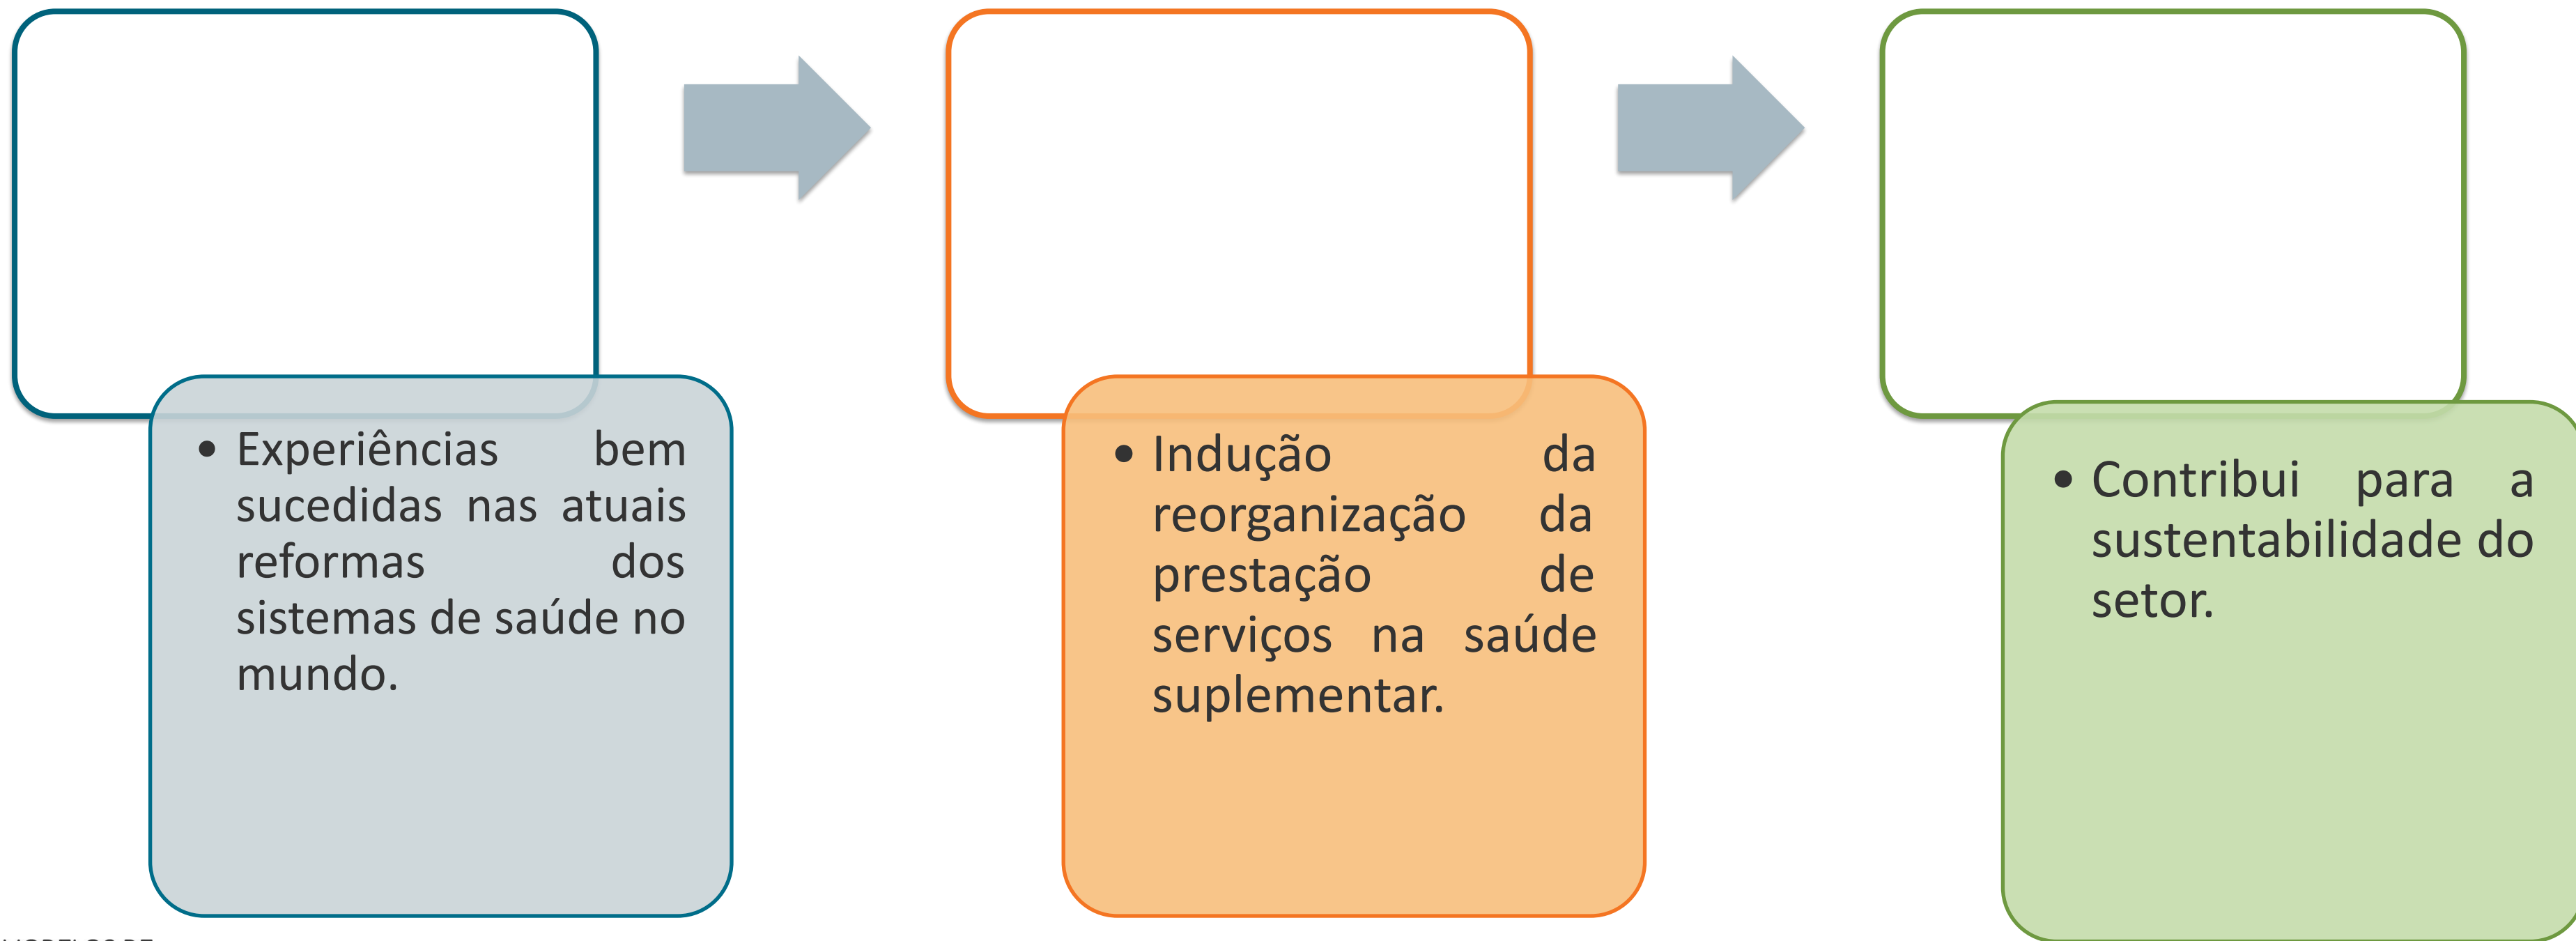 • Experiências bem
sucedidas nas atuais
reformas dos
sistemas de saúde no
mundo.
• Indução da
reorganização da
prestação de
serviços na saúde
suplementar.
• Contribui para a
sustentabilidade do
setor.